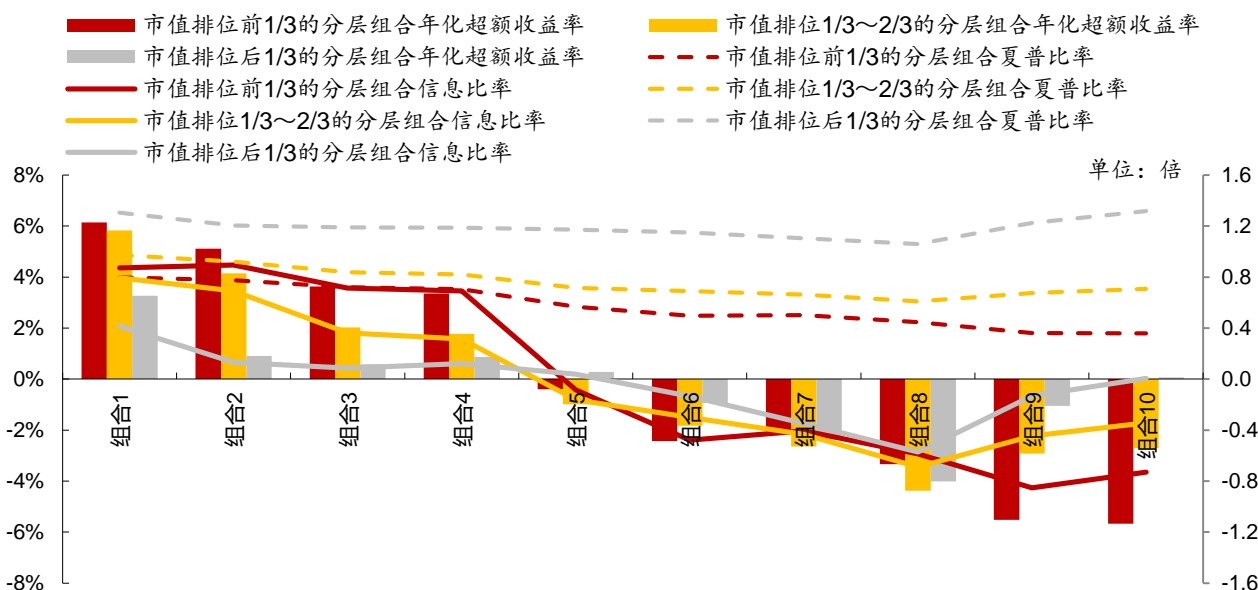 市值排位前1/3的分层组合年化超额收益率
市值排位1/3～2/3的分层组合年化超额收益率
市值排位后1/3的分层组合年化超额收益率
市值排位前1/3的分层组合夏普比率
市值排位前1/3的分层组合信息比率
市值排位1/3～2/3的分层组合夏普比率
市值排位1/3～2/3的分层组合信息比率
市值排位后1/3的分层组合夏普比率
市值排位后1/3的分层组合信息比率
单位：倍
8%
6%
4%
2%
0%
-2%
-4%
-6%
-8%
1.6
1.2
0.8
0.4
0.0
-0.4
-0.8
-1.2
-1.6
组合1
组合2
组合3
组合4
组合5
组合6
组合7
组合8
组合9
组合10